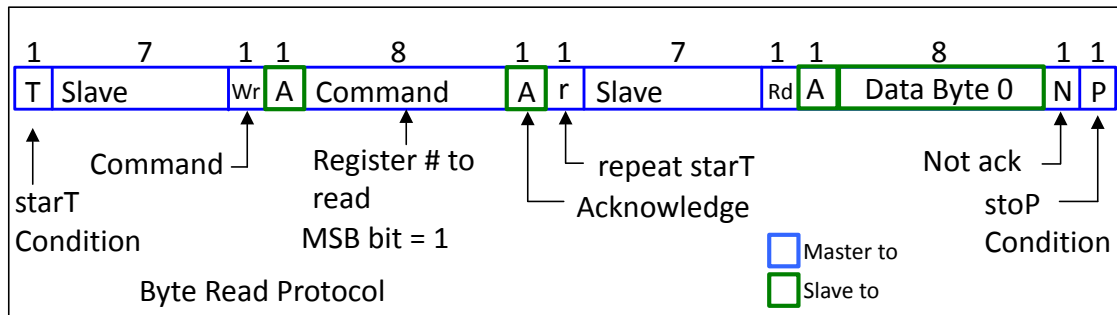 1 7 1 1 8 1 1 7 1 1 8 1 1
T Slave Wr A Command A r Slave Rd A Data Byte 0 N P
Command
Register # to
read
MSB bit = 1
repeat starT
Acknowledge
Not ack
starT
Condition
stoP
Condition
Master to
Slave to
Byte Read Protocol